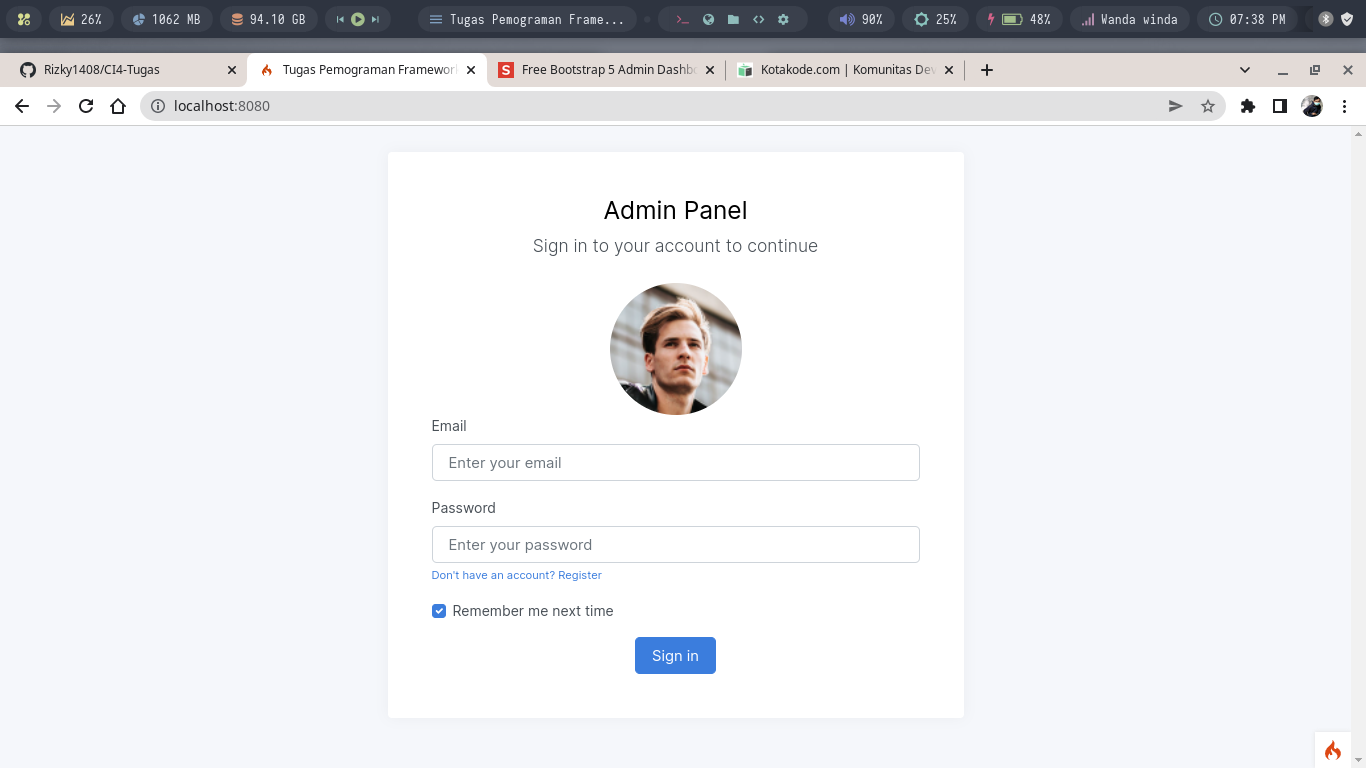 26%
1062 MB
94.10 GB
Tugas Pemograman Frame...
90%
25%
48%
Wanda winda
07:38 PM
Rizky1408/CI4-Tugas
Tugas Pemograman Framewor
Free Bootstrap 5 Admin Dashb
Kotakode.com | Komunitas Dev
localhost:8080
Admin Panel
Sign in to your account to continue
Email
Enter your email
Password
Enter your password
Don't have an account? Register
Remember me next time
Sign in